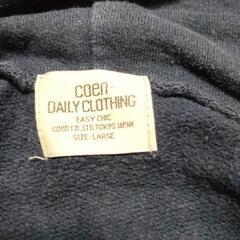 coen
DAILY CLOTHING
EASY CHIC
COEN CO.,LTD.TOKYO JAPAN
SIZE-LARGE